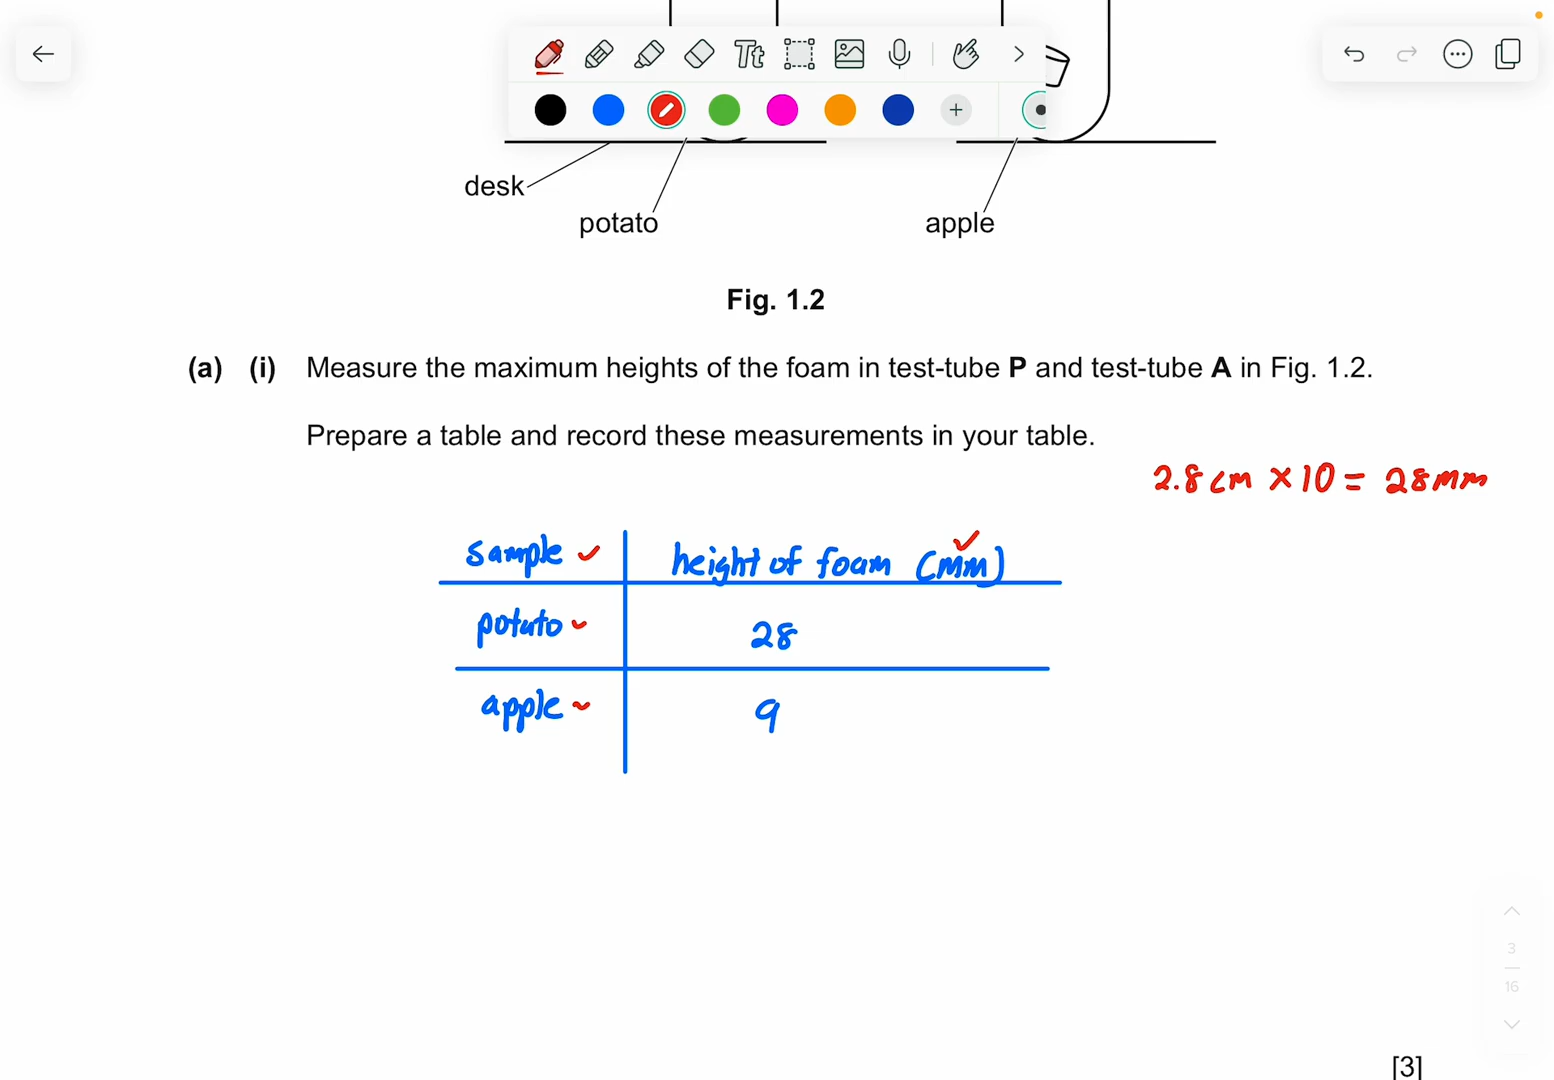 Tt
desk
potato
apple
Fig. 1.2
(a) (i) Measure the maximum heights of the foam in test-tube P and test-tube A in Fig. 1.2.
Prepare a table and record these measurements in your table.
2.8 cm × 10 = 28 mm
sample ✓ height of foam (mm) ✓
potato ✓ 28
apple ✓ 9
3
16
[3]